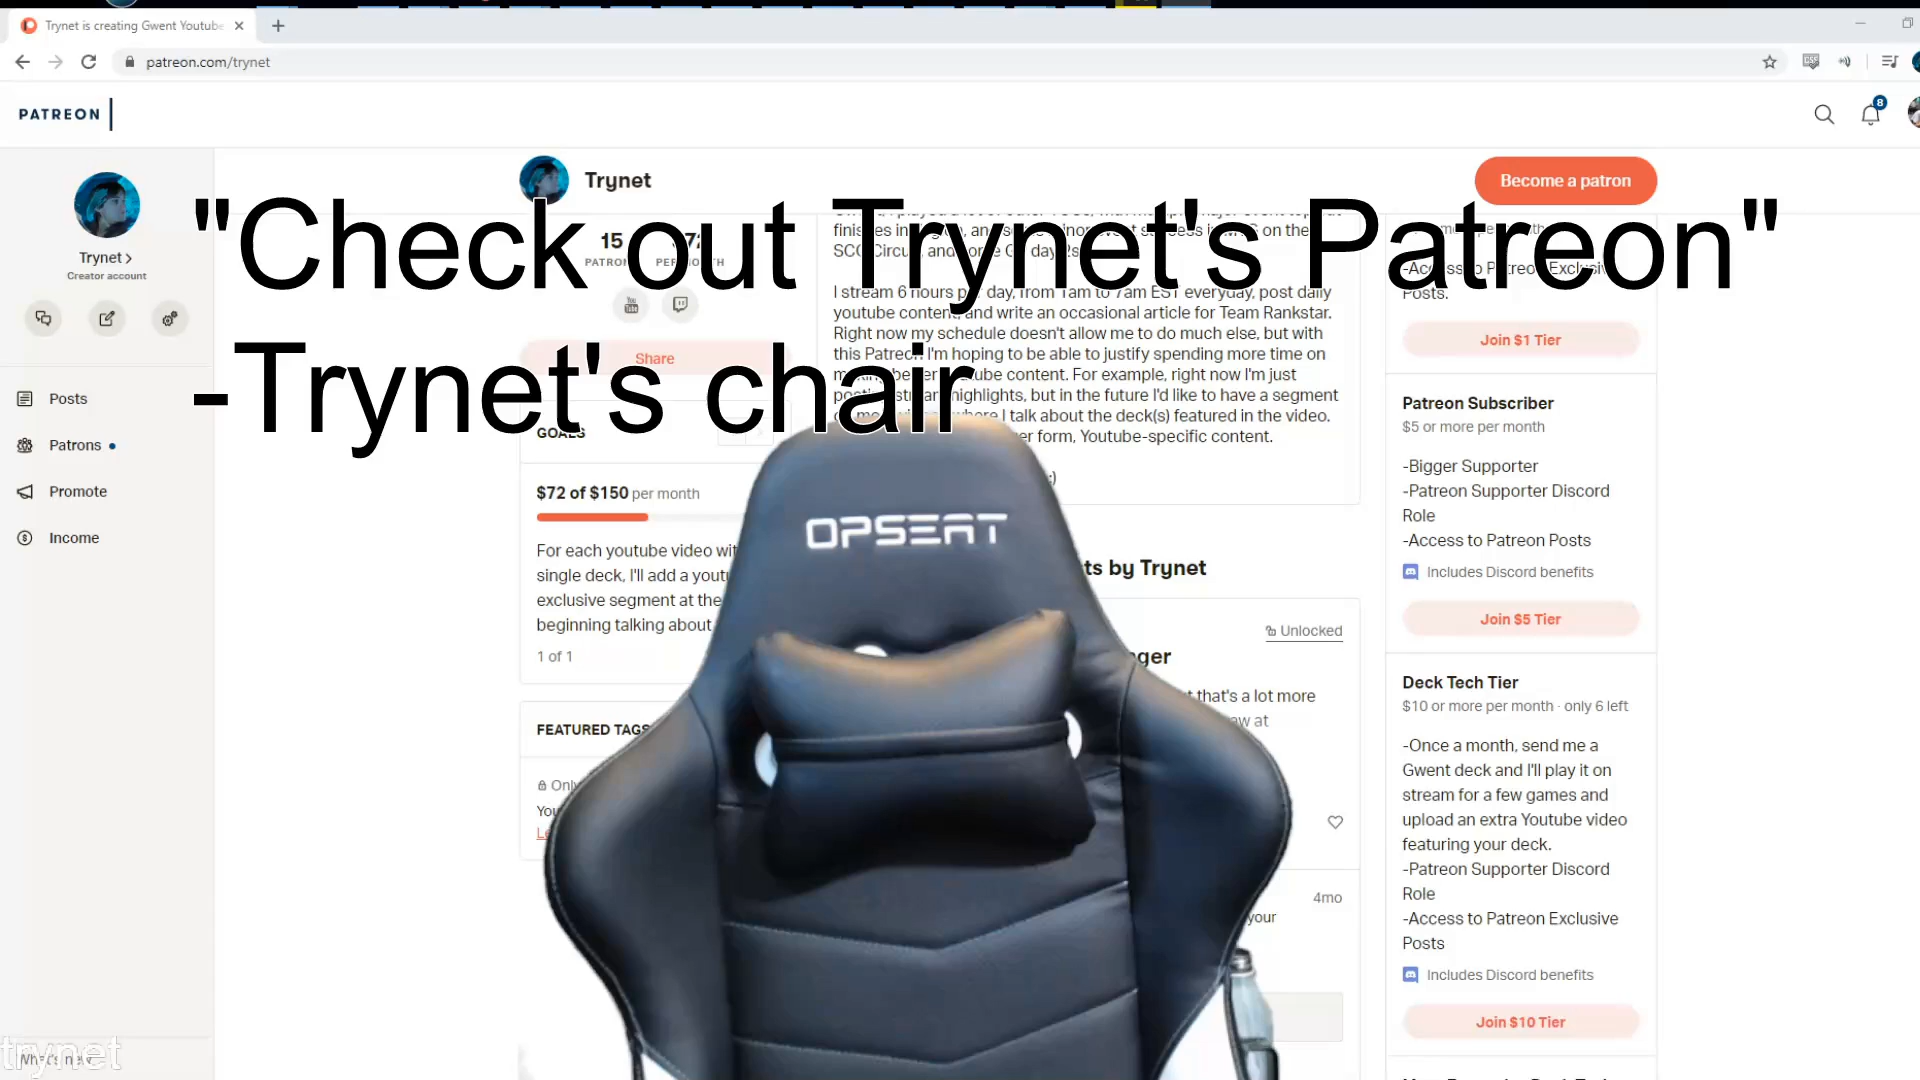 Trynet is creating Gwent Youtube
patreon.com/trynet
PATREON
8
Trynet
Become a patron
"Check out Trynet's Patreon"
-Trynet's chair
Trynet
Creator account
Posts
Patrons
Promote
Income
15
Share
GOALS
$72 of $150 per month
For each youtube video
single deck, I'll add a
exclusive segment at the
beginning talking about
1 of 1
FEATURED TAGS
I stream 6 hours per day, from 1am to 7am EST everyday, post daily
youtube content, and write an occasional article for Team Rankstar.
Right now my schedule doesn't allow me to do much else, but with
this Patreon I'm hoping to be able to justify spending more time on
content. For example, right now I'm just
highlights, but in the future I'd like to have a segment
I talk about the deck(s) featured in the video.
form, Youtube-specific content.
OPSEAT
by Trynet
Unlocked
that's a lot more
at
4mo
your
Posts.
Join $1 Tier
Patreon Subscriber
$5 or more per month
-Bigger Supporter
-Patreon Supporter Discord
Role
-Access to Patreon Posts
Includes Discord benefits
Join $5 Tier
Deck Tech Tier
$10 or more per month · only 6 left
-Once a month, send me a
Gwent deck and I'll play it on
stream for a few games and
upload an extra Youtube video
featuring your deck.
-Patreon Supporter Discord
Role
-Access to Patreon Exclusive
Posts
Includes Discord benefits
Join $10 Tier
trynet